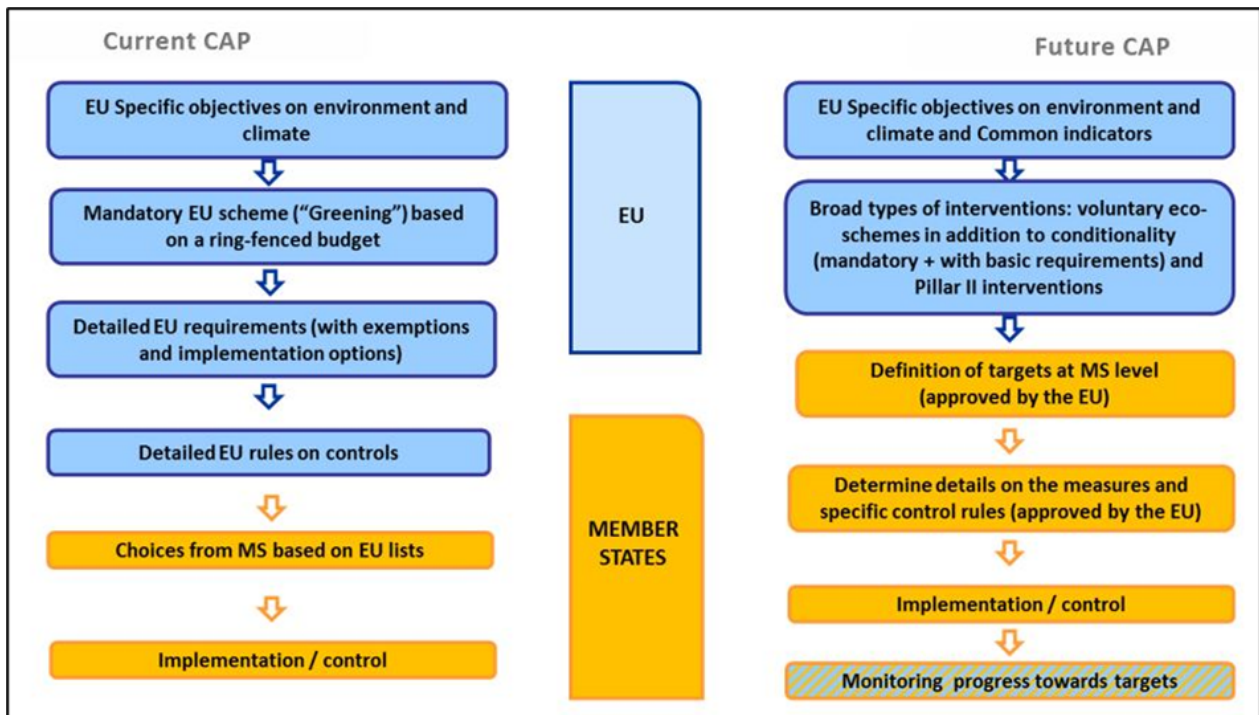 Current CAP
EU Specific objectives on environment and
climate
Mandatory EU scheme (“Greening”) based
on a ring-fenced budget
Detailed EU requirements (with exemptions
and implementation options)
Detailed EU rules on controls
Choices from MS based on EU lists
Implementation / control
EU
MEMBER
STATES
Future CAP
EU Specific objectives on environment and
climate and Common indicators
Broad types of interventions: voluntary eco-
schemes in addition to conditionality
(mandatory + with basic requirements) and
Pillar II interventions
Definition of targets at MS level
(approved by the EU)
Determine details on the measures and
specific control rules (approved by the EU)
Implementation / control
Monitoring progress towards targets